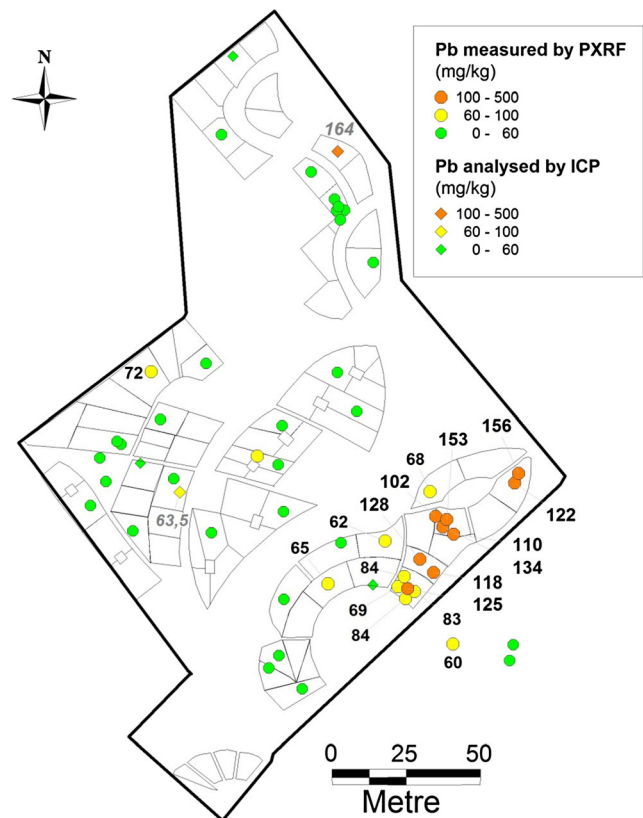 N
Pb measured by PXRF
(mg/kg)
100 - 500
60 - 100
0 - 60
Pb analysed by ICP
(mg/kg)
100 - 500
60 - 100
0 - 60
164
72
63,5
156
153
68
102
128
62
122
65
84
110
134
118
125
69
84
83
60
0 25 50
Metre